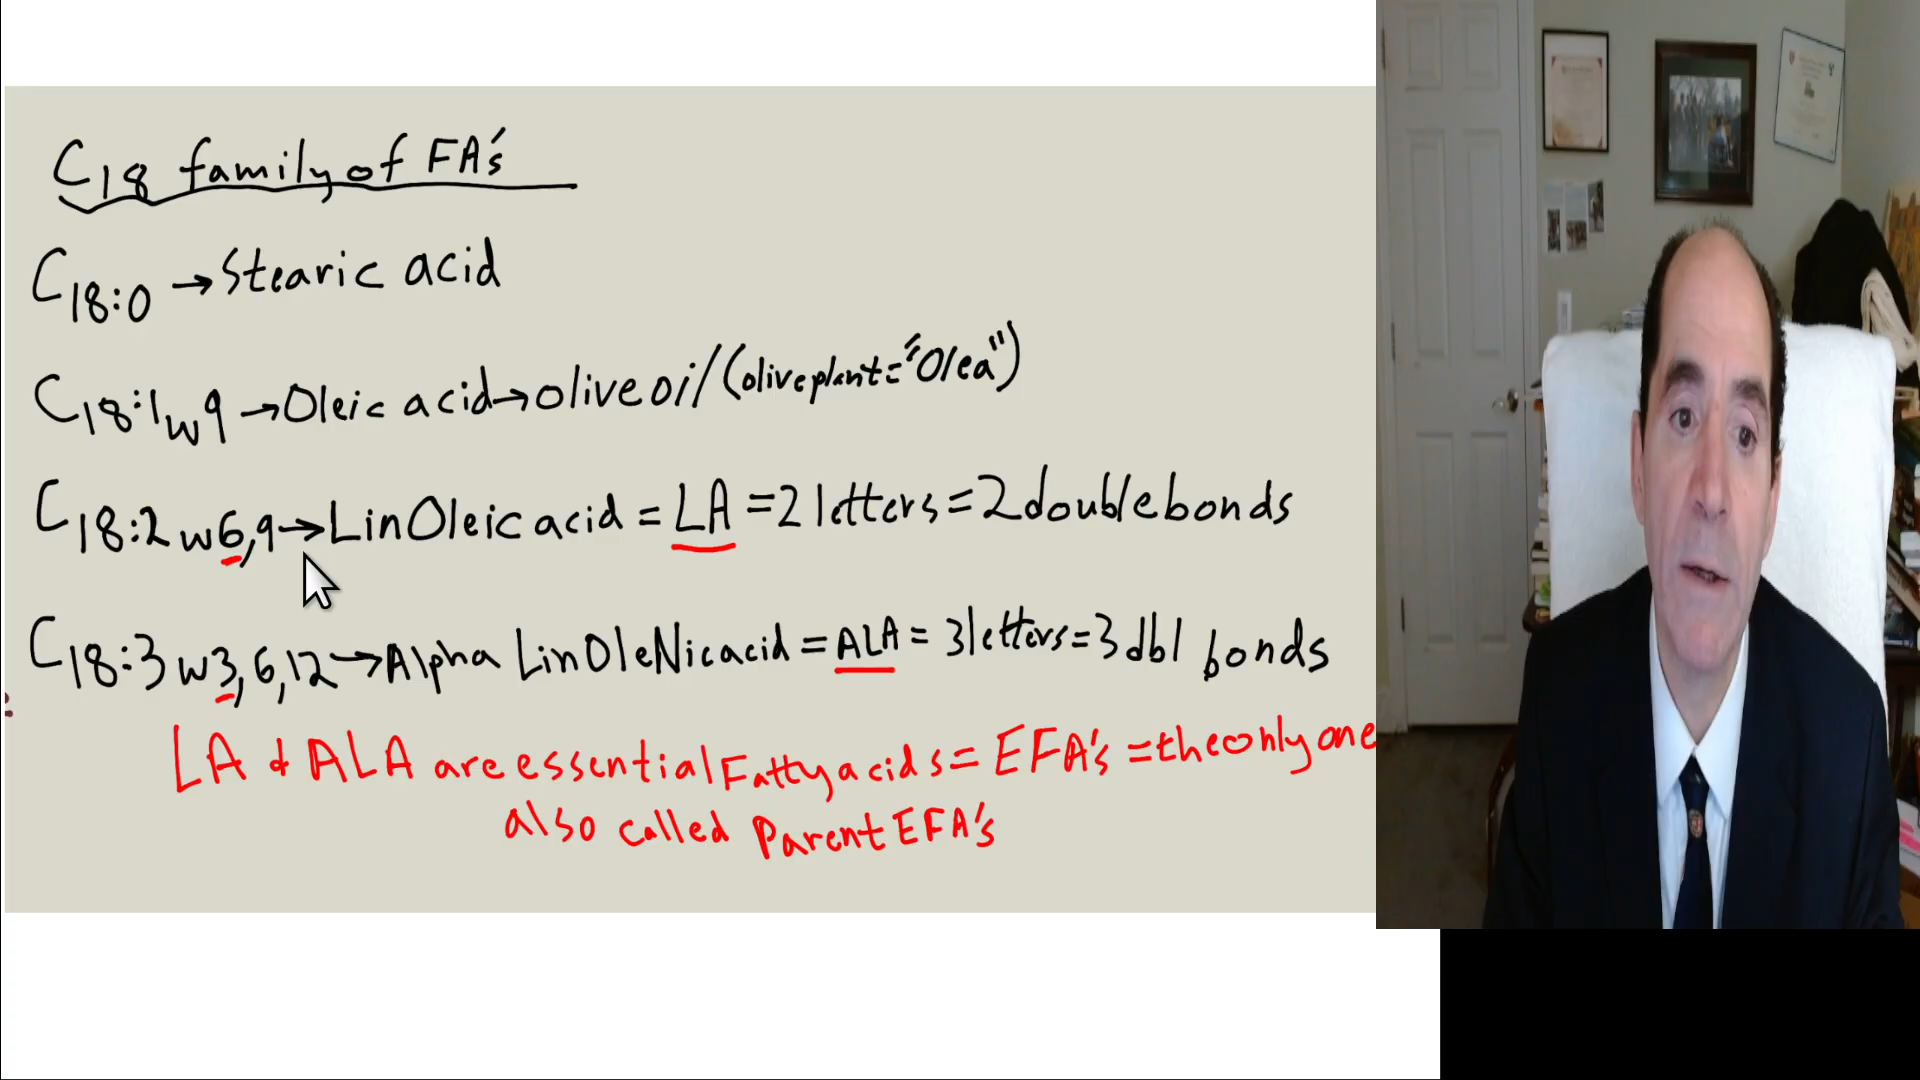 C18 family of FA's
C18:0 → Stearic acid
C18:1w9 → Oleic acid → olive oil (olive plant = "Olea")
C18:2 w6,9 → LinOleic acid = LA = 2 letters = 2 double bonds
C18:3 w3,6,12 → Alpha LinOleNic acid = ALA = 3 letters = 3 dbl bonds
LA & ALA are essential Fatty acids = EFA's = the only one
also called Parent EFA's